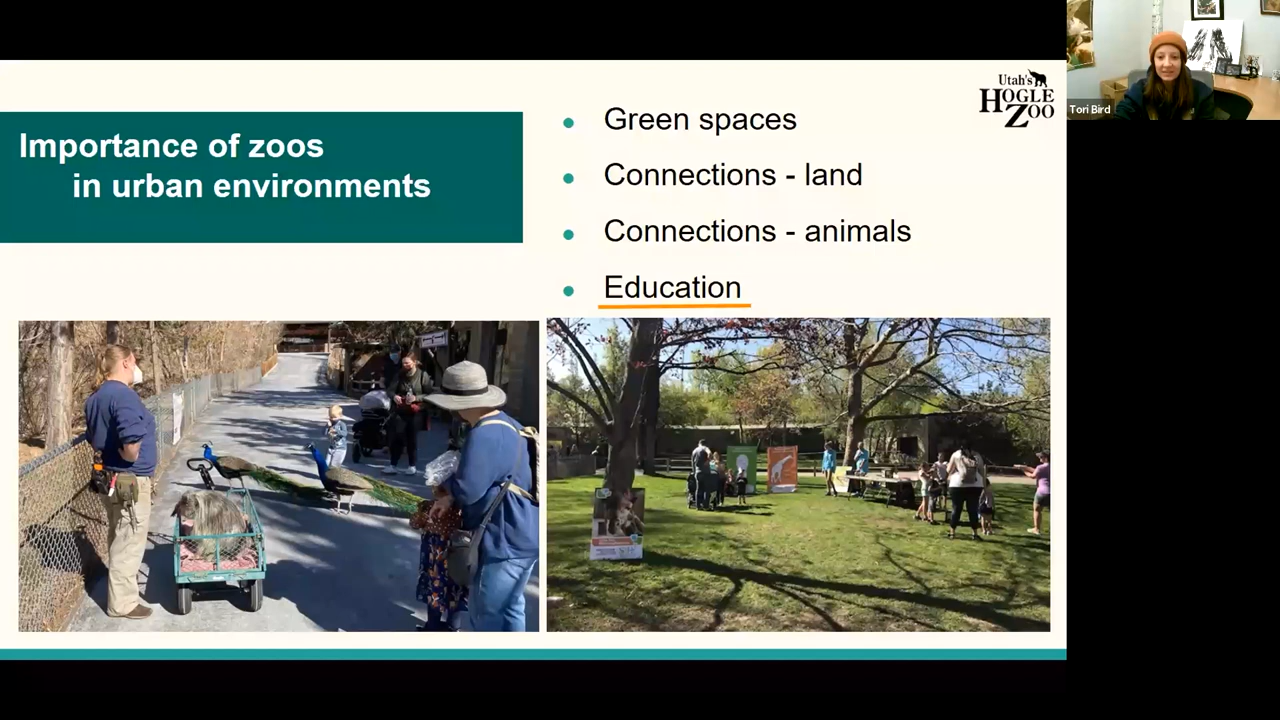 Importance of zoos
in urban environments
Green spaces
Connections - land
Connections - animals
Education
Utah's
HOGLE
ZOO
Tori Bird